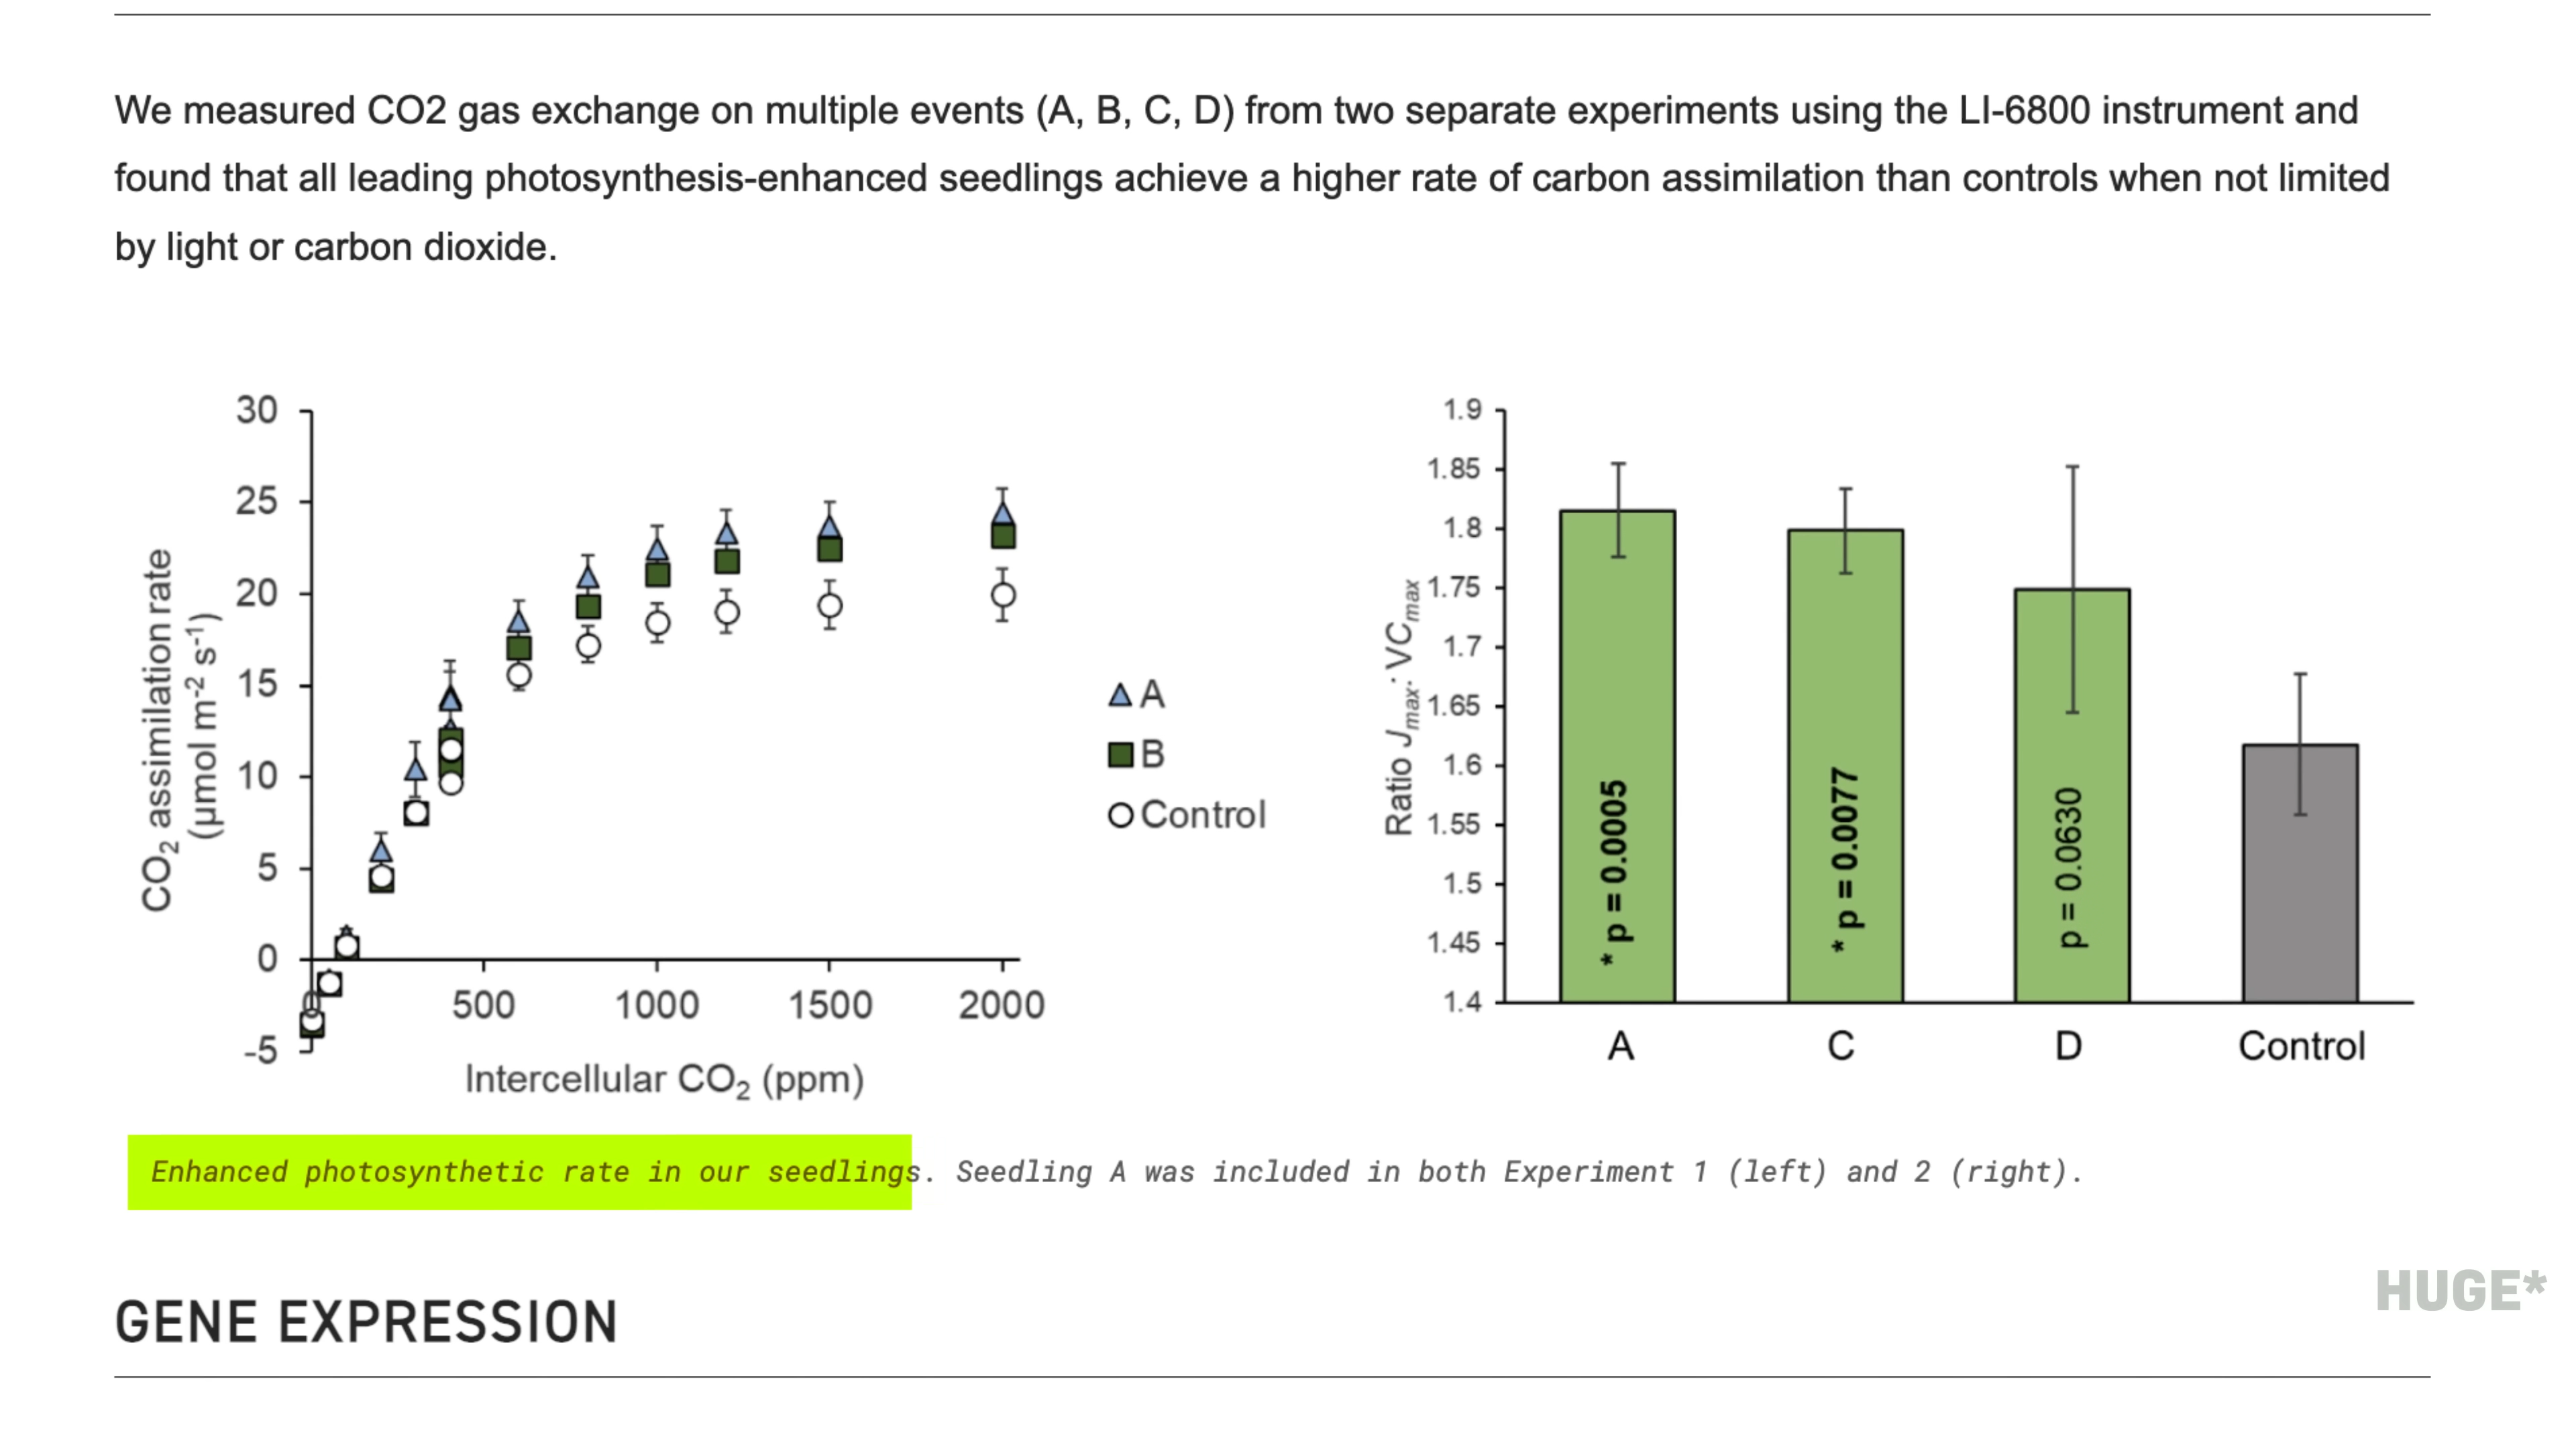 We measured CO2 gas exchange on multiple events (A, B, C, D) from two separate experiments using the LI-6800 instrument and
found that all leading photosynthesis-enhanced seedlings achieve a higher rate of carbon assimilation than controls when not limited
by light or carbon dioxide.
30
25
20
15
10
5
0
-5
CO₂ assimilation rate
(µmol m⁻² s⁻¹)
0 500 1000 1500 2000
Intercellular CO₂ (ppm)
A
B
Control
1.9
1.85
1.8
1.75
1.7
1.65
1.6
1.55
1.5
1.45
1.4
Ratio Jmax: VCmax
* p = 0.0005
* p = 0.0077
p = 0.0630
A C D Control
Enhanced photosynthetic rate in our seedlings. Seedling A was included in both Experiment 1 (left) and 2 (right).
HUGE*
GENE EXPRESSION